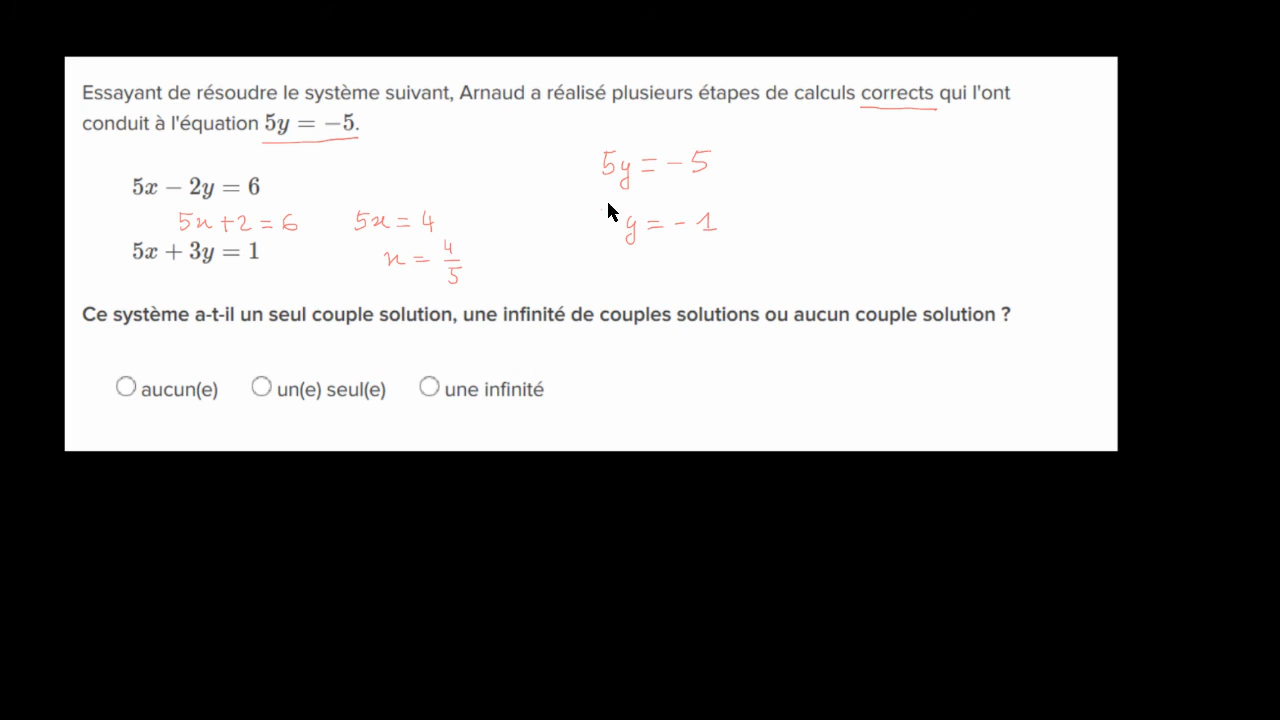 Essayant de résoudre le système suivant, Arnaud a réalisé plusieurs étapes de calculs corrects qui l'ont
conduit à l'équation 5y = −5.
5y = − 5
5x − 2y = 6
5x + 2 = 6 5x = 4
y = − 1
5x + 3y = 1
x = 4/5
Ce système a-t-il un seul couple solution, une infinité de couples solutions ou aucun couple solution ?
aucun(e) un(e) seul(e) une infinité